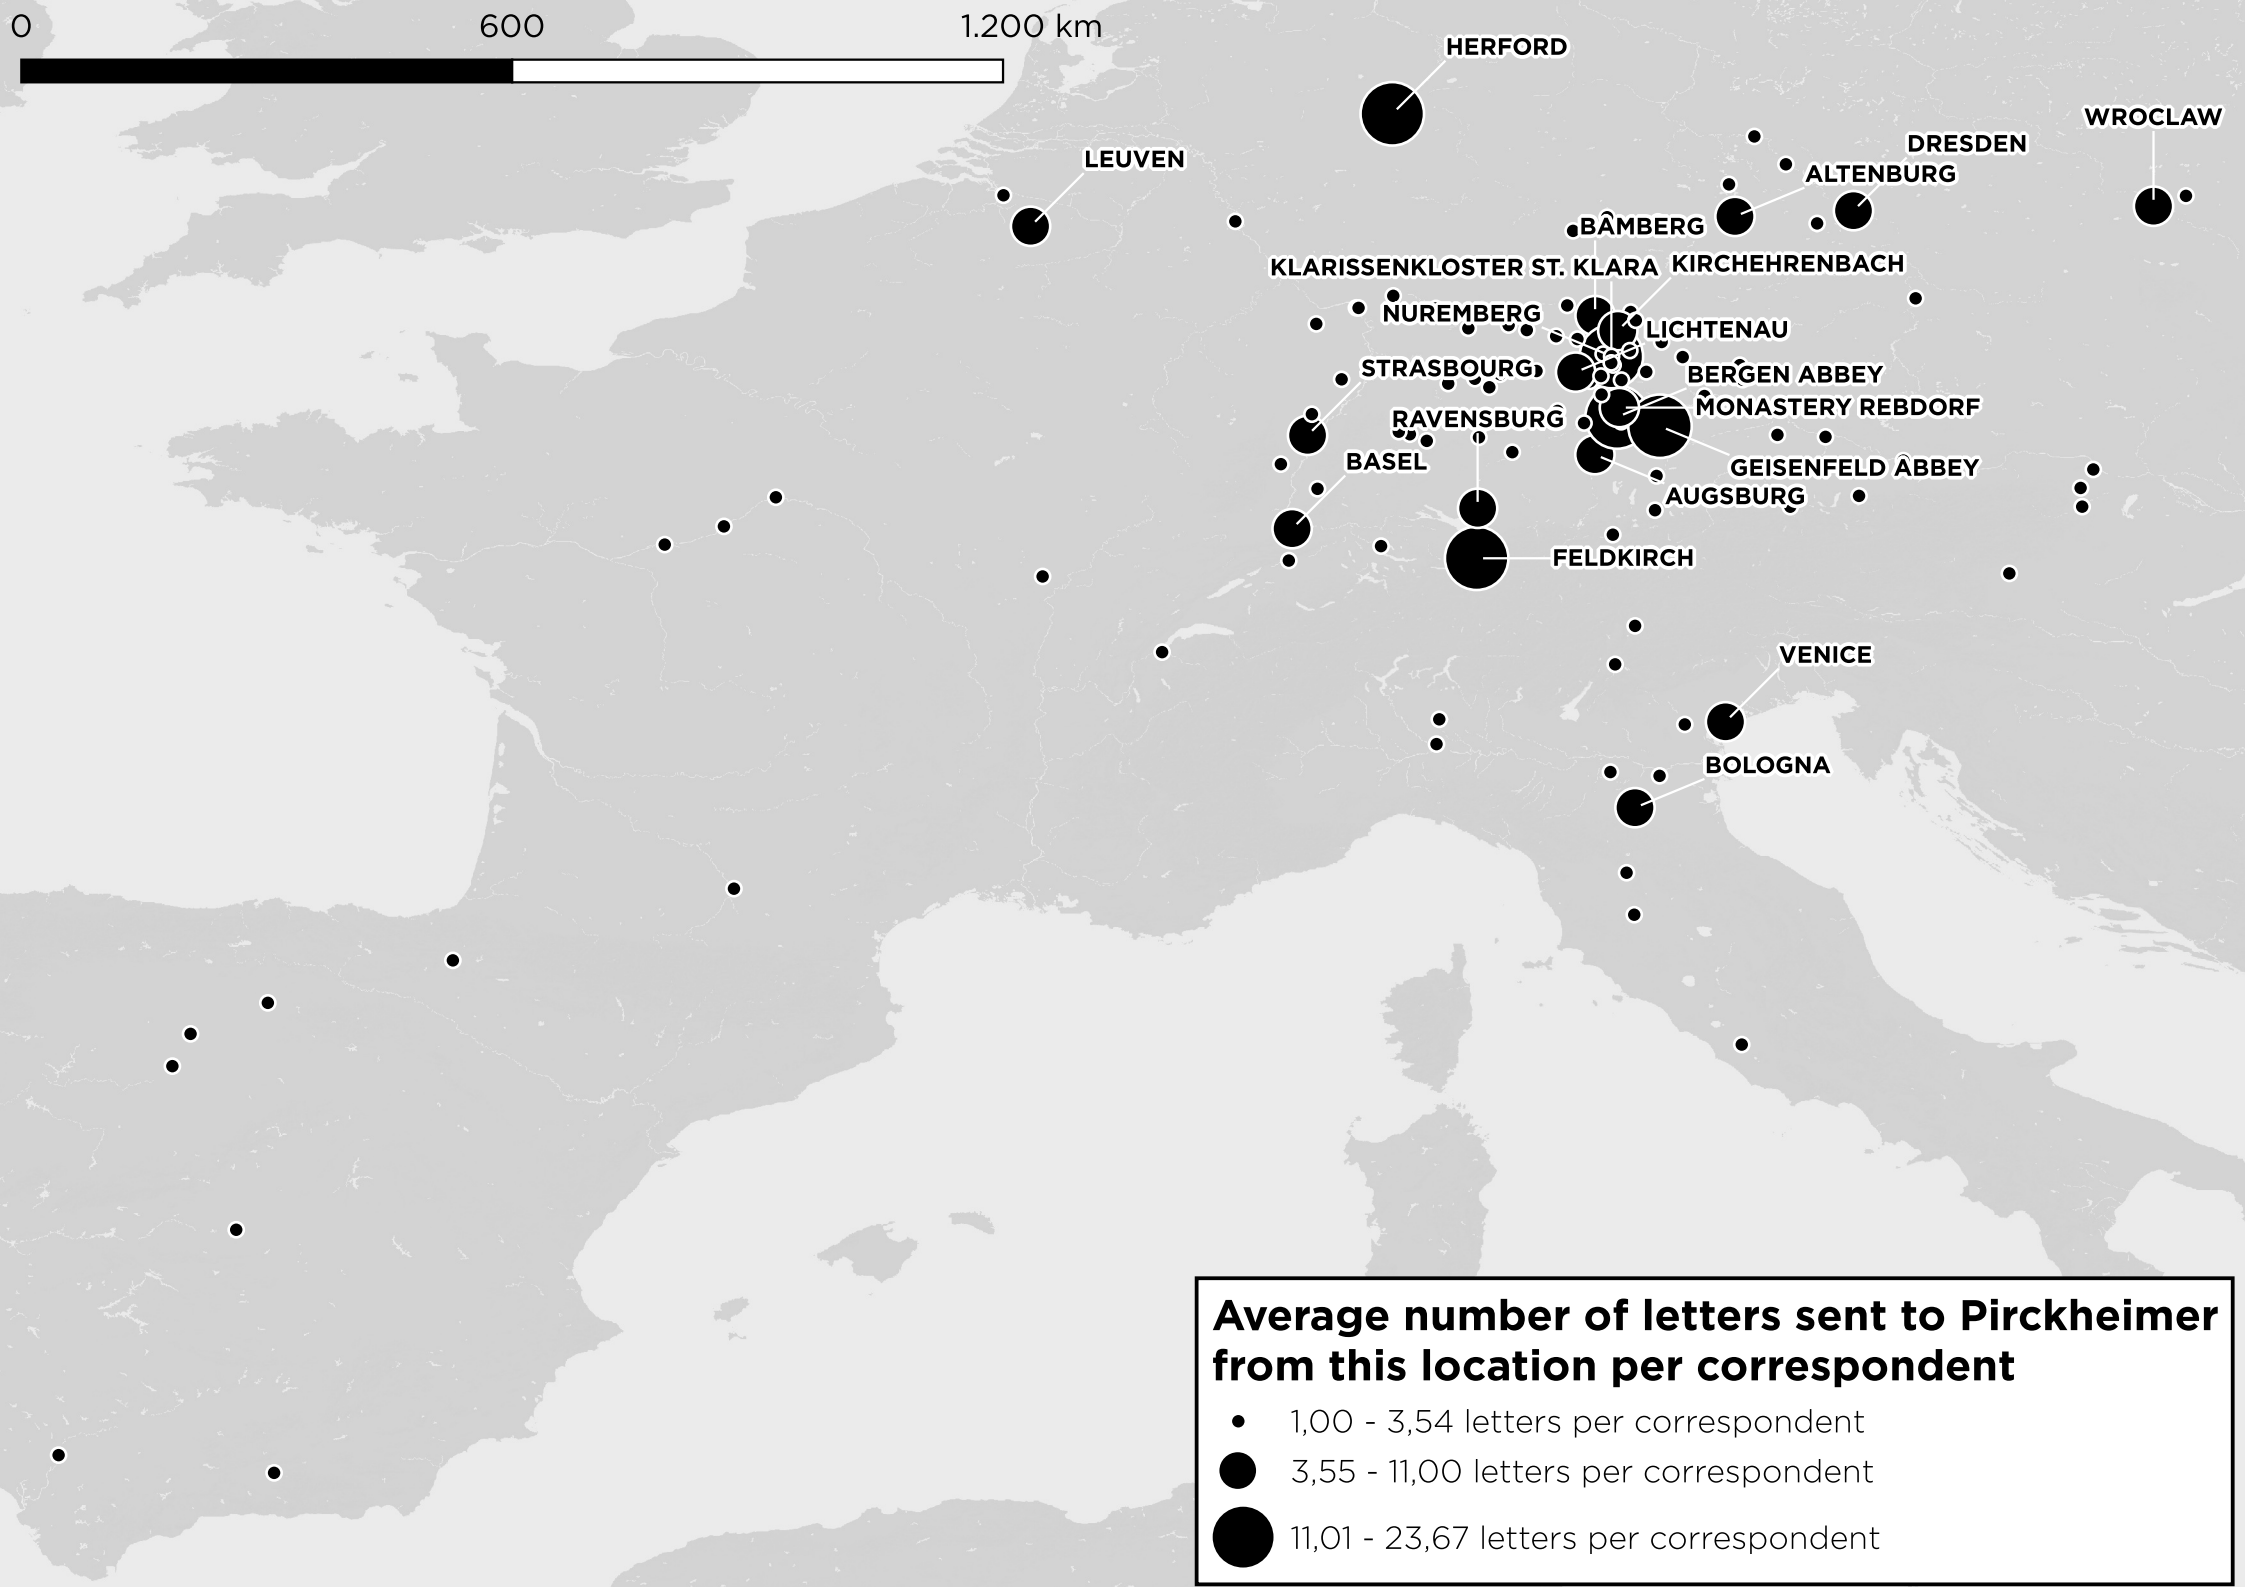 0 600 1.200 km
HERFORD
WROCLAW
DRESDEN
LEUVEN
ALTENBURG
BAMBERG
KLARISSENKLOSTER ST. KLARA
KIRCHEHRENBACH
NUREMBERG
LICHTENAU
STRASBOURG
BERGEN ABBEY
MONASTERY REBDORF
RAVENSBURG
BASEL
GEISENFELD ABBEY
AUGSBURG
FELDKIRCH
VENICE
BOLOGNA
Average number of letters sent to Pirckheimer
from this location per correspondent
1,00 - 3,54 letters per correspondent
3,55 - 11,00 letters per correspondent
11,01 - 23,67 letters per correspondent